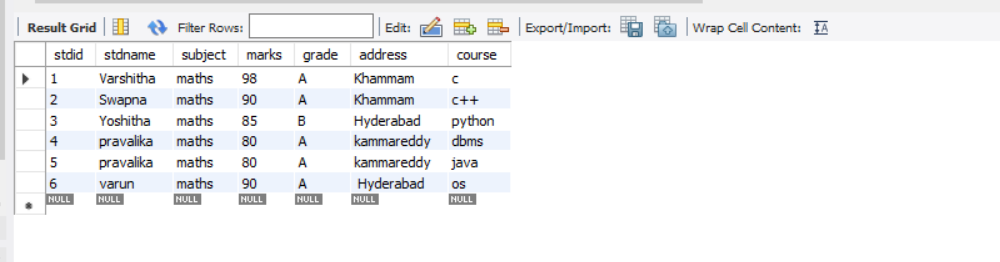 Result Grid Filter Rows: Edit: Export/Import: Wrap Cell Content: IA
stdid stdname subject marks grade address course
1 Varshitha maths 98 A Khammam c
2 Swapna maths 90 A Khammam c++
3 Yoshitha maths 85 B Hyderabad python
4 pravalika maths 80 A kammareddy dbms
5 pravalika maths 80 A kammareddy java
6 varun maths 90 A Hyderabad os
NULL NULL NULL NULL NULL NULL NULL